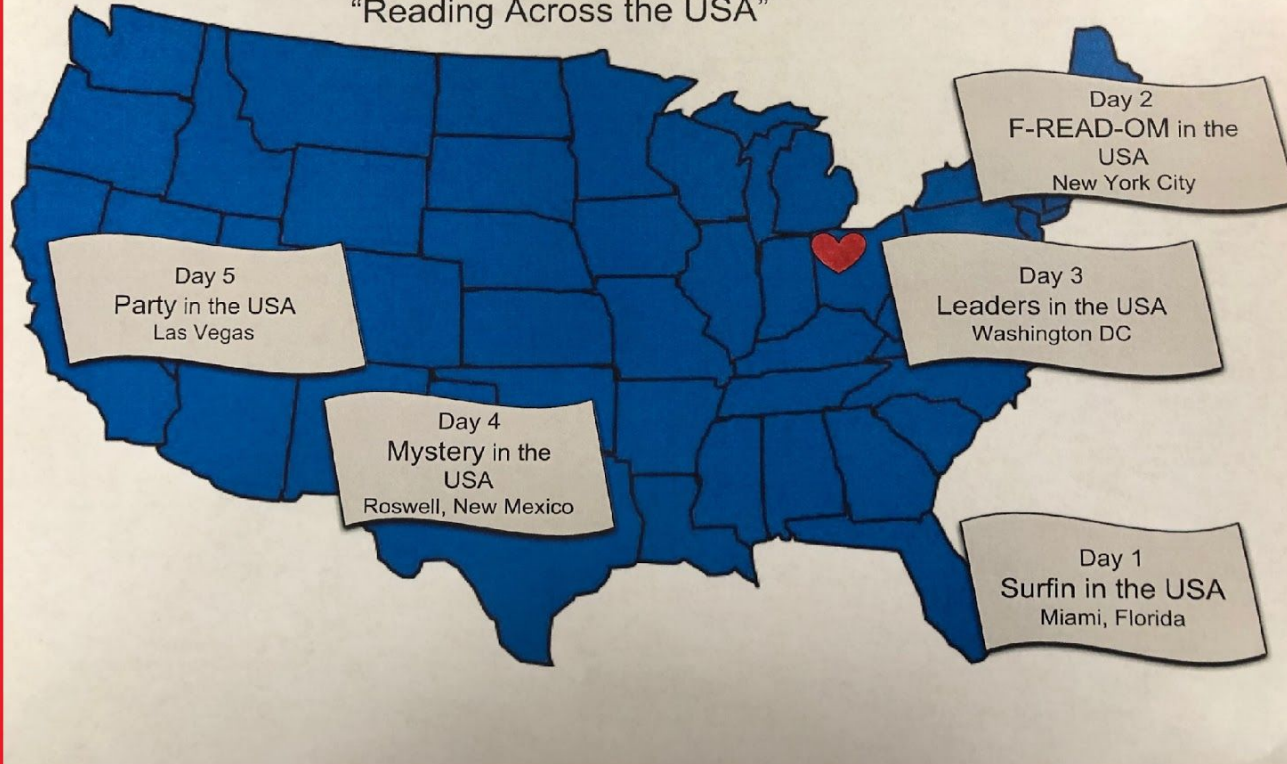 “Reading Across the USA”
Day 2
F-READ-OM in the
USA
New York City
Day 5
Party in the USA
Las Vegas
Day 3
Leaders in the USA
Washington DC
Day 4
Mystery in the
USA
Roswell, New Mexico
Day 1
Surfin in the USA
Miami, Florida